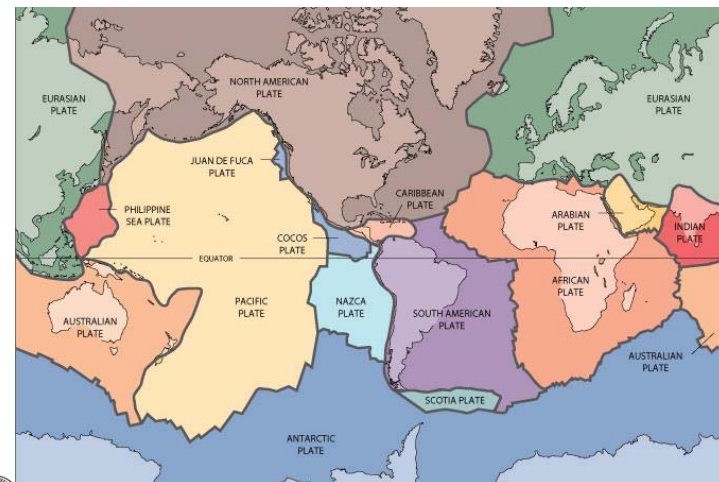 NORTH AMERICAN
PLATE
EURASIAN
PLATE
EURASIAN
PLATE
JUAN DE FUCA
PLATE
CARIBBEAN
PLATE
PHILIPPINE
SEA PLATE
ARABIAN
PLATE
INDIAN
PLATE
COCOS
PLATE
EQUATOR
AFRICAN
PLATE
PACIFIC
PLATE
NAZCA
PLATE
SOUTH AMERICAN
PLATE
AUSTRALIAN
PLATE
AUSTRALIAN
PLATE
SCOTIA PLATE
ANTARCTIC
PLATE